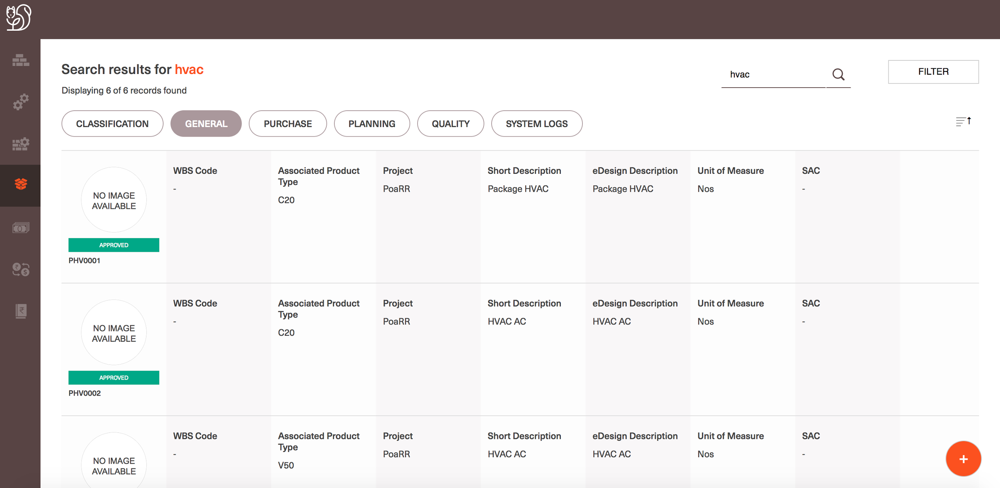 Search results for hvac
Displaying 6 of 6 records found
hvac
FILTER
CLASSIFICATION
GENERAL
PURCHASE
PLANNING
QUALITY
SYSTEM LOGS
NO IMAGE
AVAILABLE
APPROVED
PHV0001
WBS Code
-
Associated Product
Type
C20
Project
PoaRR
Short Description
Package HVAC
eDesign Description
Package HVAC
Unit of Measure
Nos
SAC
-
NO IMAGE
AVAILABLE
APPROVED
PHV0002
WBS Code
-
Associated Product
Type
C20
Project
PoaRR
Short Description
HVAC AC
eDesign Description
HVAC AC
Unit of Measure
Nos
SAC
-
NO IMAGE
AVAILABLE
WBS Code
-
Associated Product
Type
V50
Project
PoaRR
Short Description
HVAC AC
eDesign Description
HVAC AC
Unit of Measure
Nos
SAC
-
+